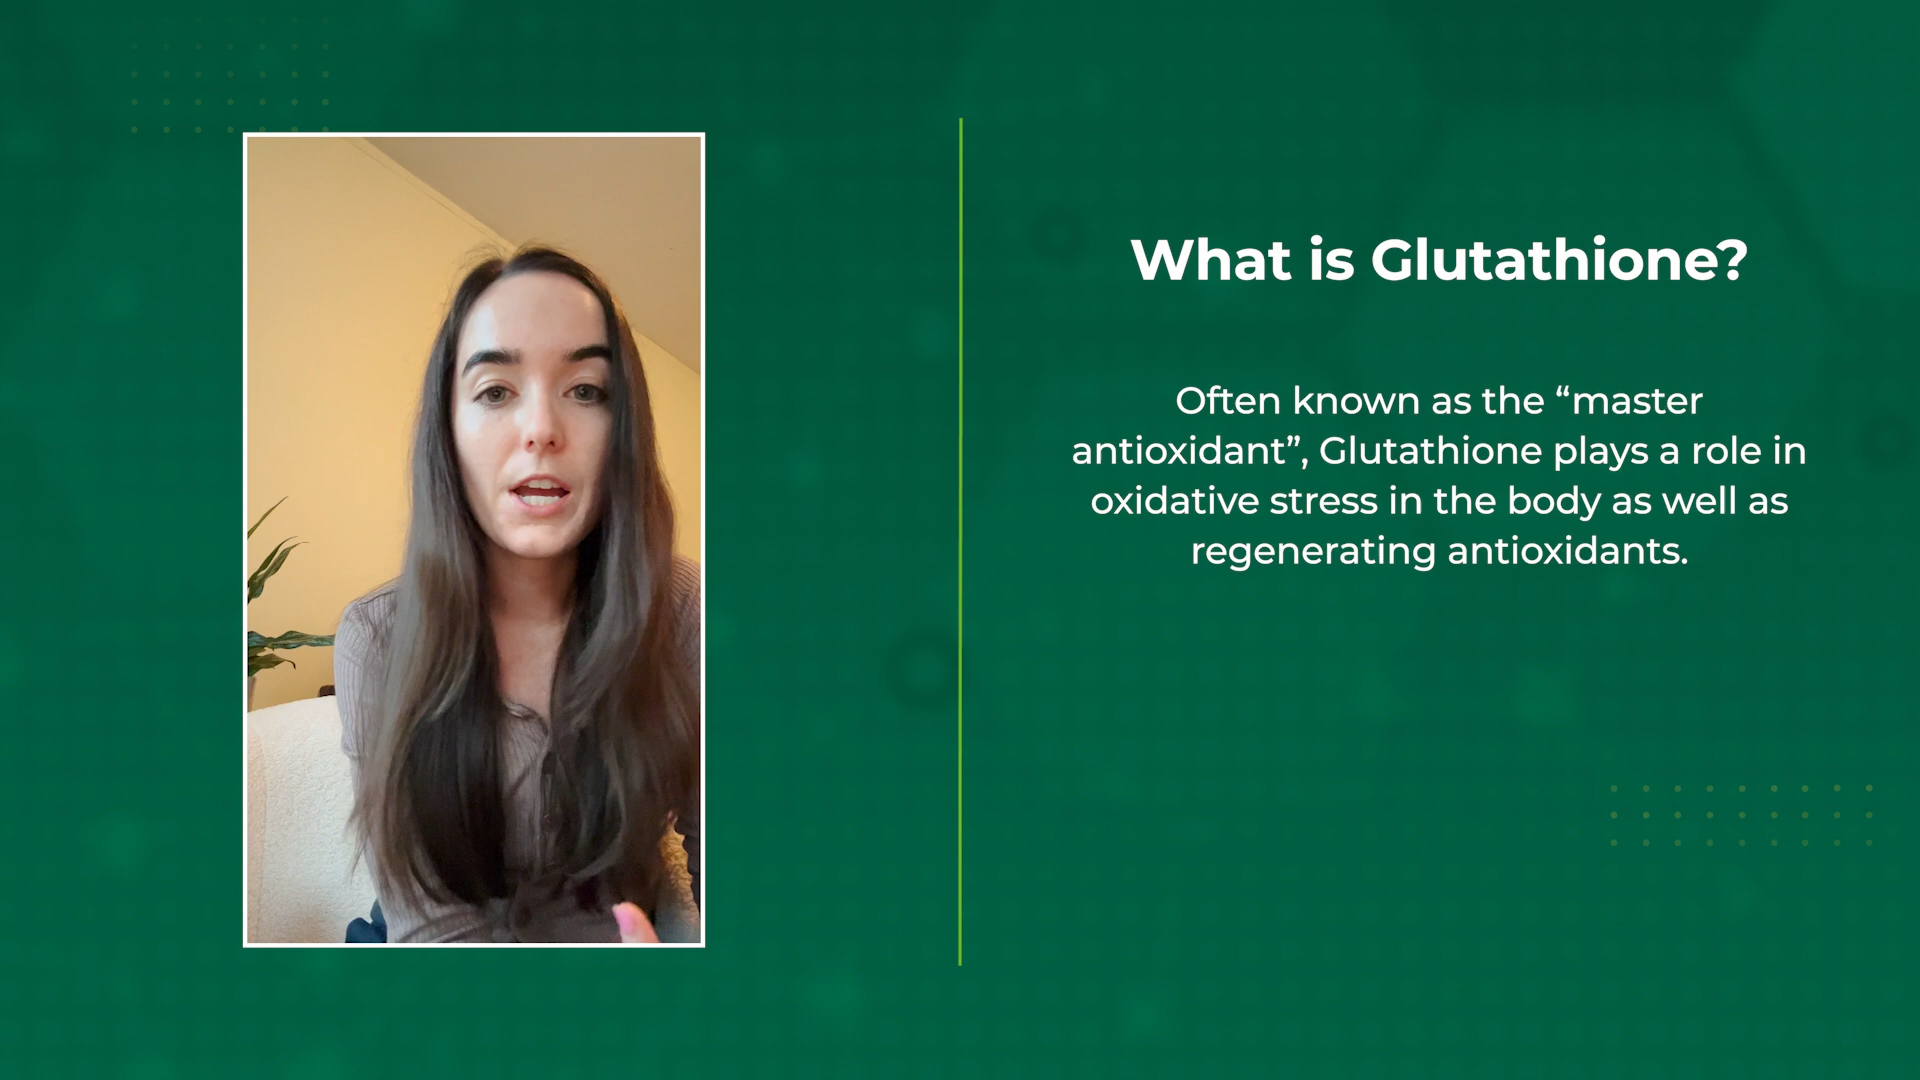 What is Glutathione?
Often known as the “master
antioxidant”, Glutathione plays a role in
oxidative stress in the body as well as
regenerating antioxidants.